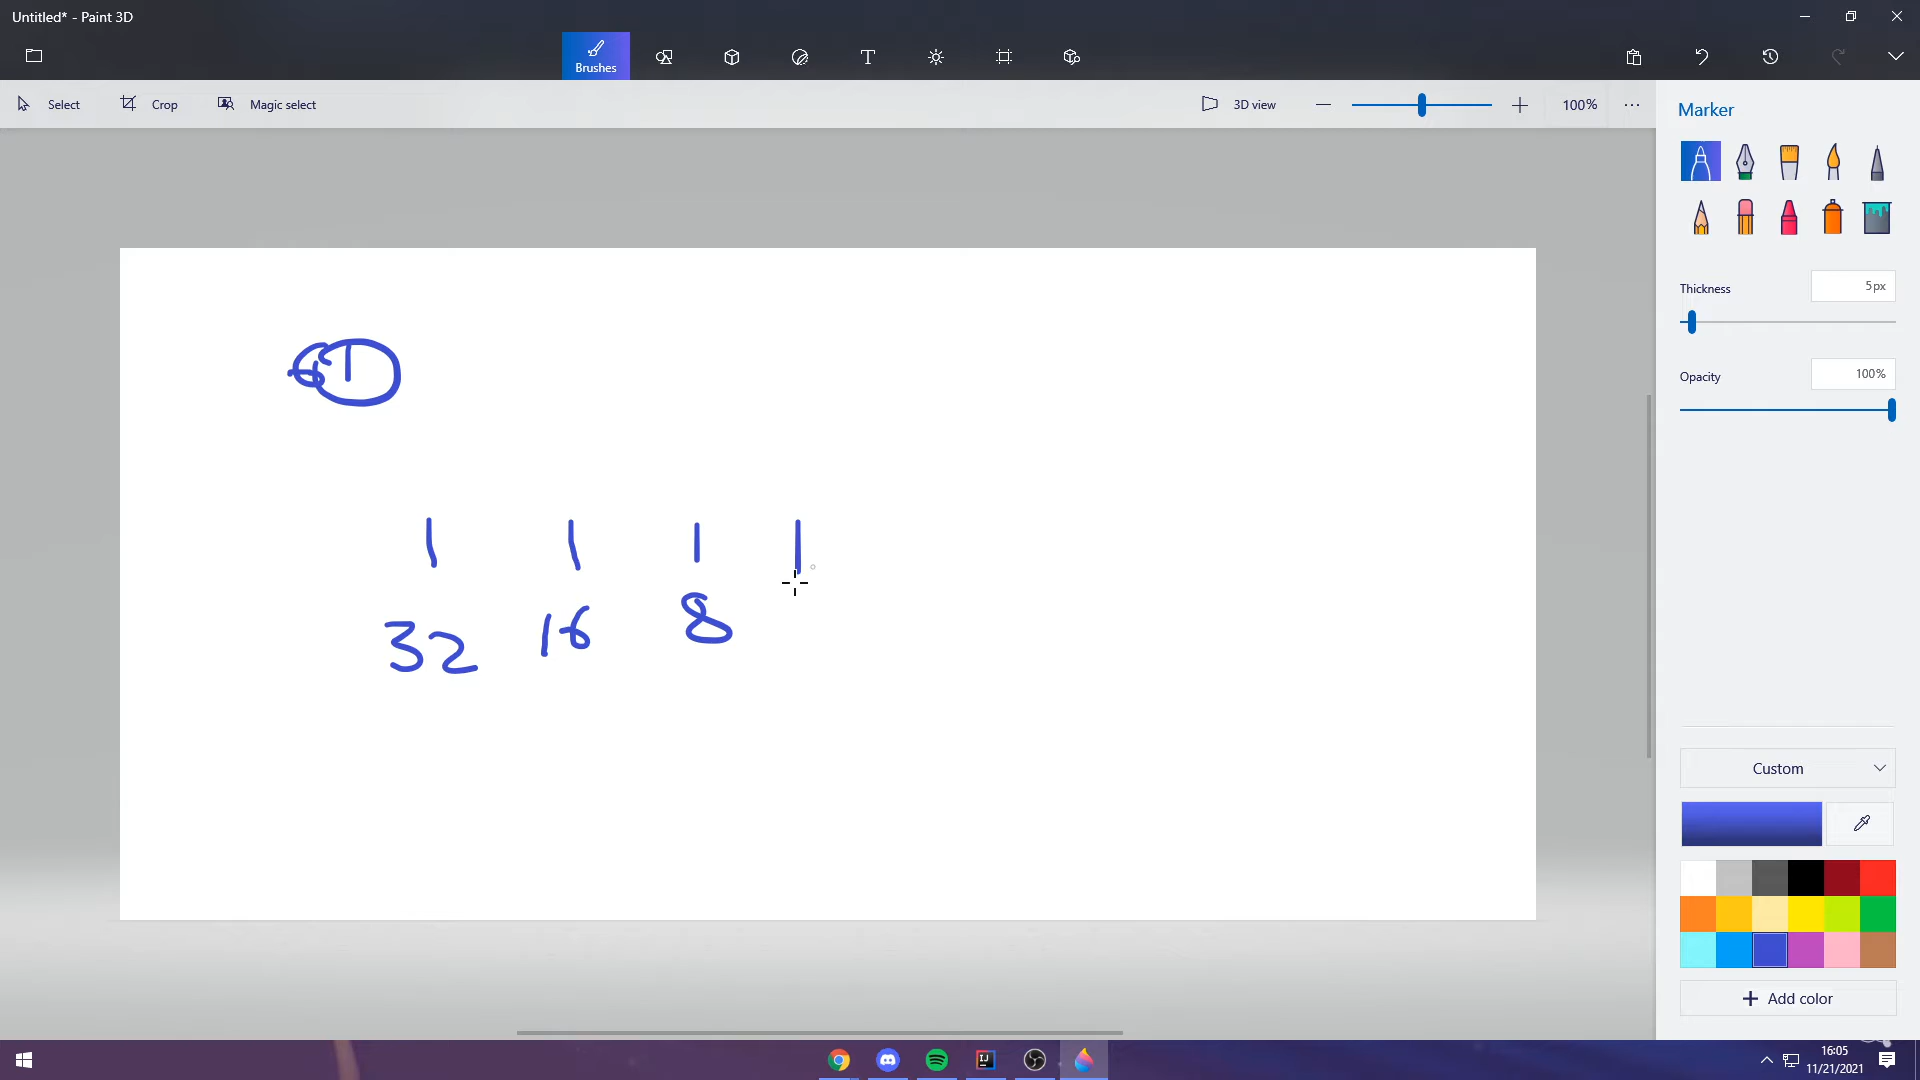 Untitled* - Paint 3D
Brushes
Select Crop Magic select 3D view 100%
Marker
Thickness 5px
Opacity 100%
1
1 1 1 1
32 16 8
Custom
Add color
16:05
11/21/2021